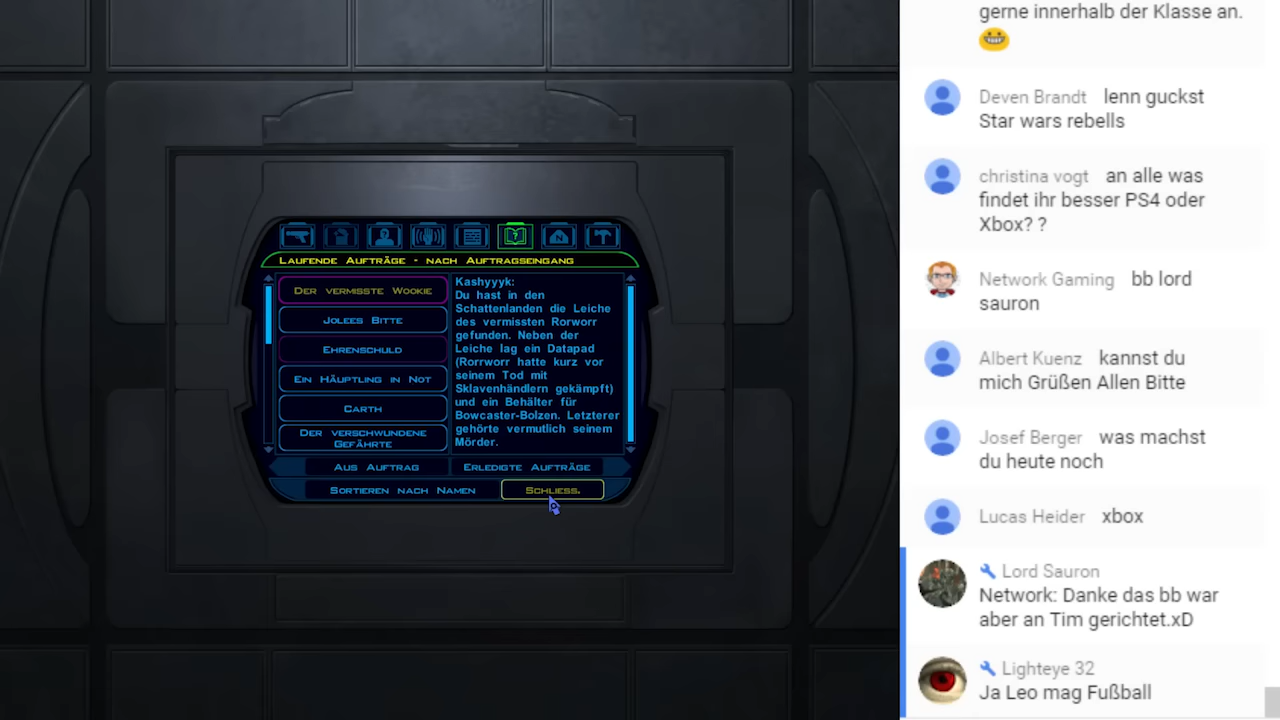 Laufende Aufträge - nach Auftragseingang
Der vermisste Wookie
Jolees Bitte
Ehrenschuld
Ein Häuptling in Not
Carth
Der verschwundene
Gefährte
Kashyyyk:
Du hast in den
Schattenlanden die Leiche
des vermissten Rorworr
gefunden. Neben der
Leiche lag ein Datapad
(Rorrworr hatte kurz vor
seinem Tod mit
Sklavenhändlern gekämpft)
und ein Behälter für
Bowcaster-Bolzen. Letzterer
gehörte vermutlich seinem
Mörder.
Aus Auftrag
Erledigte Aufträge
Sortieren nach Namen
Schließ.
gerne innerhalb der Klasse an.
Deven Brandt lenn guckst
Star wars rebells
christina vogt an alle was
findet ihr besser PS4 oder
Xbox? ?
Network Gaming bb lord
sauron
Albert Kuenz kannst du
mich Grüßen Allen Bitte
Josef Berger was machst
du heute noch
Lucas Heider xbox
Lord Sauron
Network: Danke das bb war
aber an Tim gerichtet.xD
Lighteye 32
Ja Leo mag Fußball